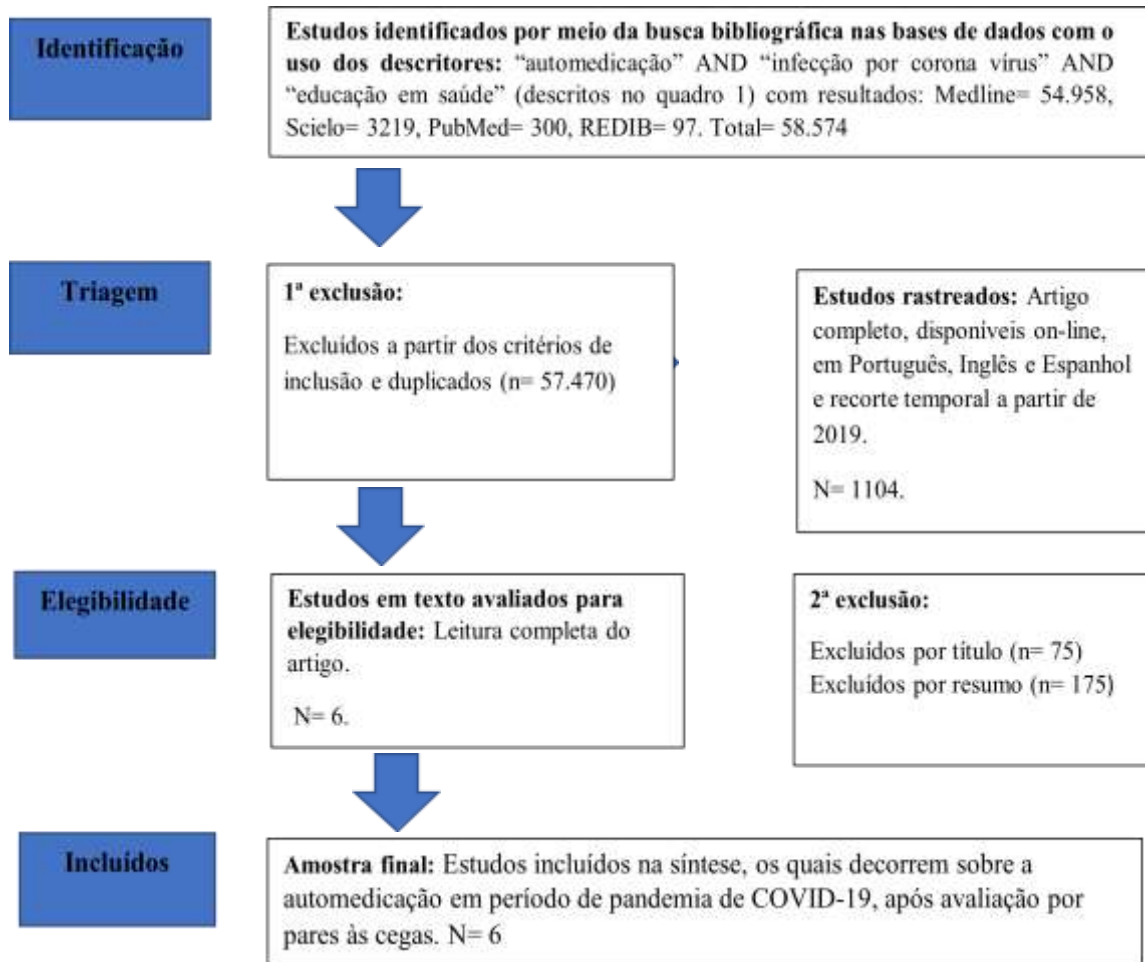 Identificação
Estudos identificados por meio da busca bibliográfica nas bases de dados com o
uso dos descritores: “automedicação” AND “infecção por corona vírus” AND
“educação em saúde” (descritos no quadro 1) com resultados: Medline= 54.958,
Scielo= 3219, PubMed= 300, REDIB= 97. Total= 58.574
Triagem
1ª exclusão:
Excluídos a partir dos critérios de
inclusão e duplicados (n= 57.470)
Estudos rastreados: Artigo
completo, disponíveis on-line,
em Português, Inglês e Espanhol
e recorte temporal a partir de
2019.
N= 1104.
Elegibilidade
Estudos em texto avaliados para
elegibilidade: Leitura completa do
artigo.
N= 6.
2ª exclusão:
Excluídos por título (n= 75)
Excluídos por resumo (n= 175)
Incluídos
Amostra final: Estudos incluídos na síntese, os quais decorrem sobre a
automedicação em período de pandemia de COVID-19, após avaliação por
pares às cegas. N= 6